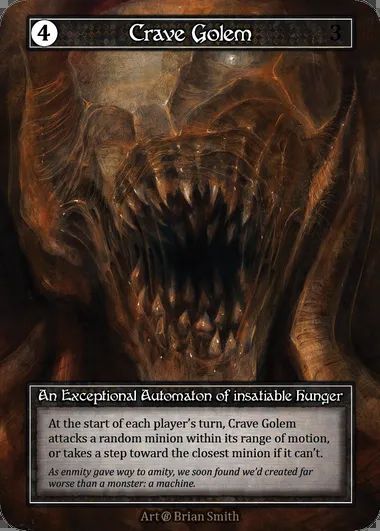 4 Crave Golem 3
An Exceptional Automaton of insatiable hunger
At the start of each player's turn, Crave Golem
attacks a random minion within its range of motion,
or takes a step toward the closest minion if it can't.
As enmity gave way to amity, we soon found we'd created far
worse than a monster: a machine.
Art @ Brian Smith